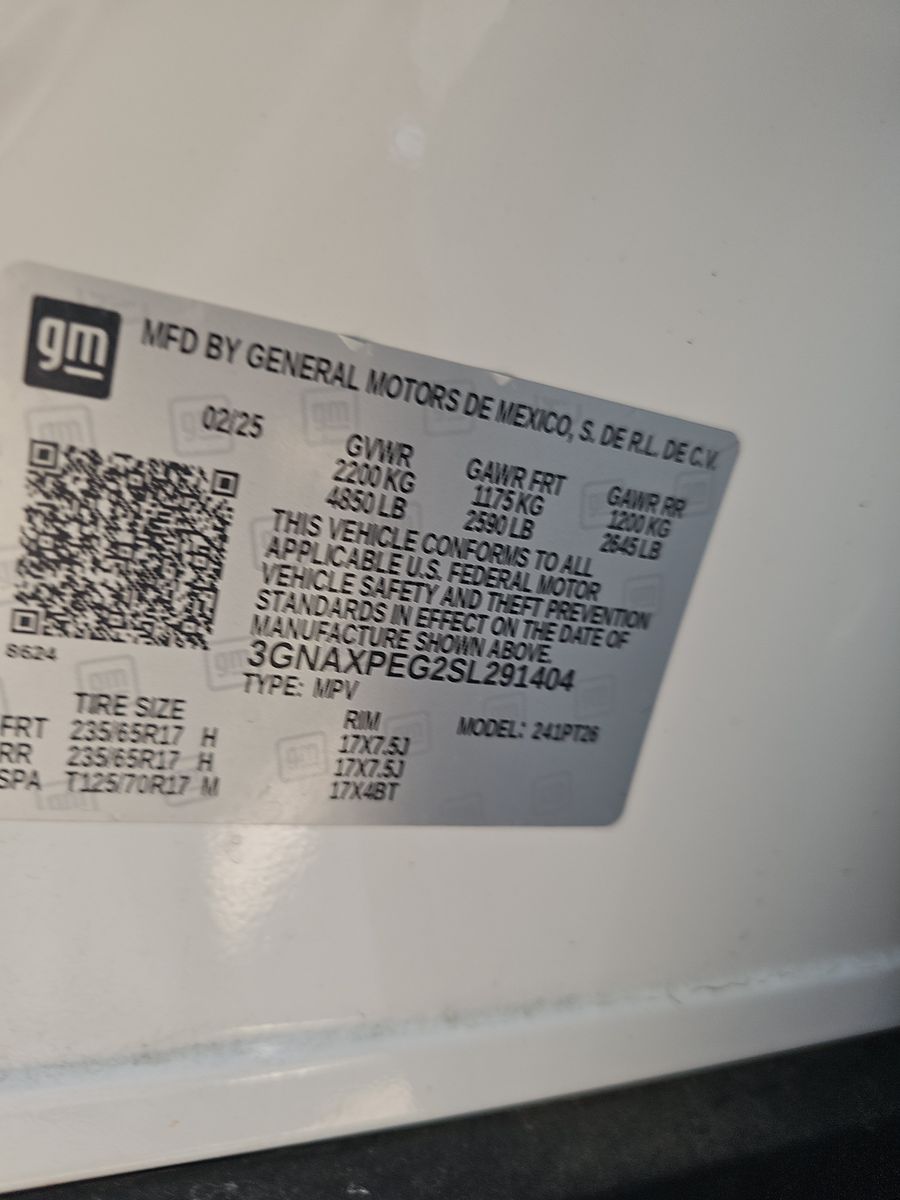 gm
MFD BY GENERAL MOTORS DE MEXICO, S. DE R.L. DE C.V.
02/25
GVWR GAWR FRT GAWR RR
2200 KG 1175 KG 1200 KG
4850 LB 2590 LB 2645 LB
THIS VEHICLE CONFORMS TO ALL
APPLICABLE U.S. FEDERAL MOTOR
VEHICLE SAFETY AND THEFT PREVENTION
STANDARDS IN EFFECT ON THE DATE OF
MANUFACTURE SHOWN ABOVE.
8624
3GNAXPEG2SL291404
TYPE: MPV
TIRE SIZE RIM MODEL: 241PT26
FRT 235/65R17 H 17X7.5J
RR 235/65R17 H 17X7.5J
SPA T125/70R17 M 17X4BT